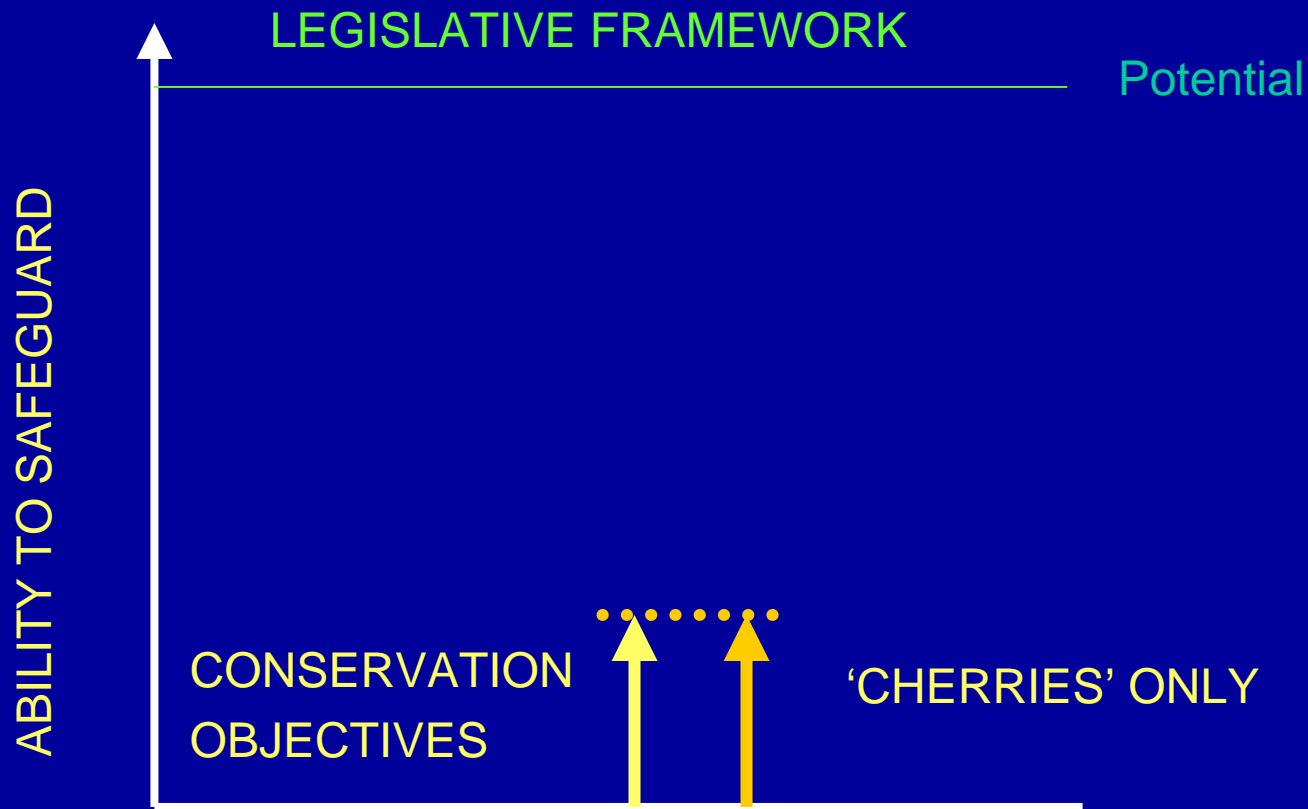 LEGISLATIVE FRAMEWORK
Potential
ABILITY TO SAFEGUARD
CONSERVATION
OBJECTIVES
‘CHERRIES’ ONLY